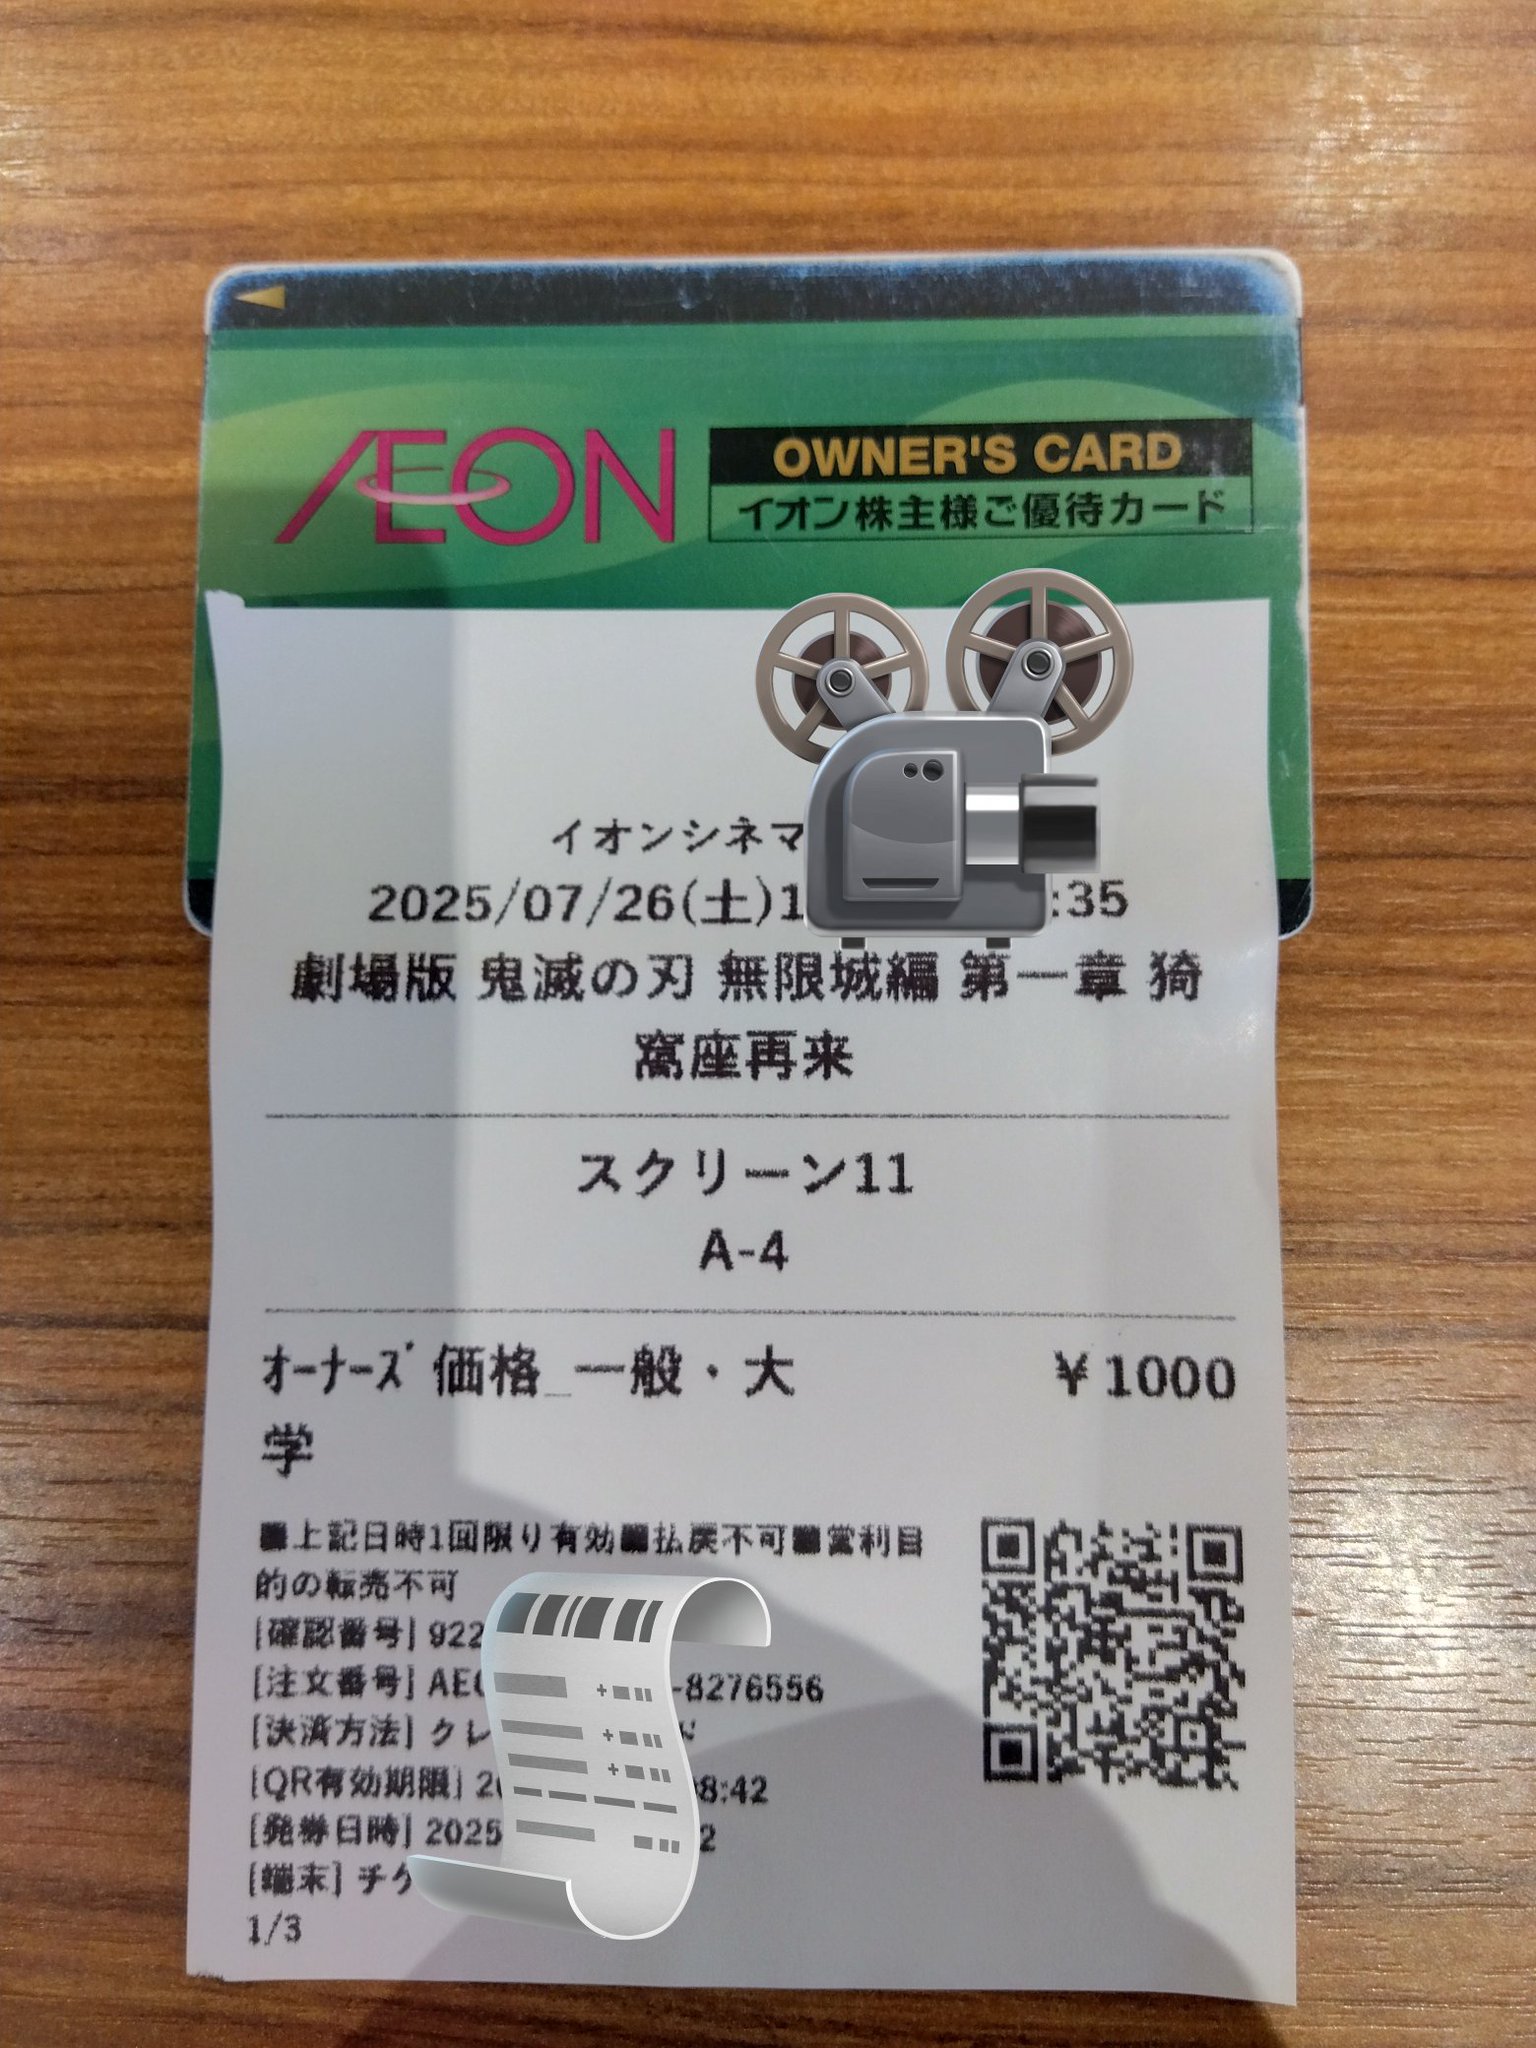 ÆON
OWNER'S CARD
イオン株主様ご優待カード
イオンシネマ
2025/07/26(土)1 :35
劇場版 鬼滅の刃 無限城編 第一章 猗
窩座再来
スクリーン11
A-4
ｵｰﾅｰｽﾞ価格_一般・大 ¥1000
学
■上記日時1回限り有効■払戻不可■営利目
的の転売不可
[確認番号] 922
[注文番号] AEO -8276556
[決済方法] クレ ド
[QR有効期限] 20 8:42
[発券日時] 2025 2
[端末] チケ
1/3